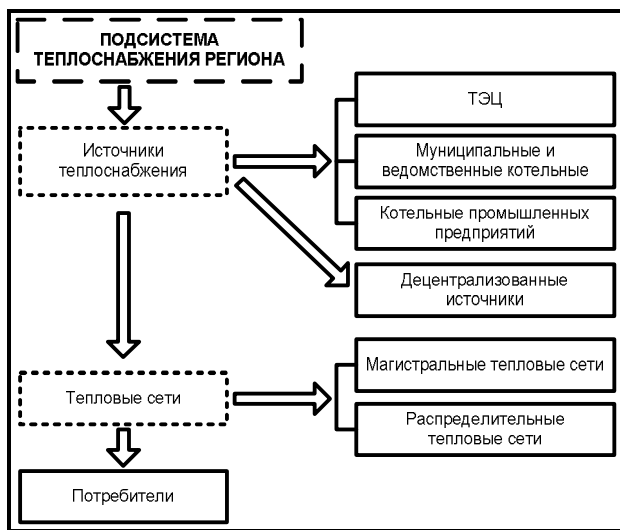 ПОДСИСТЕМА
ТЕПЛОСНАБЖЕНИЯ РЕГИОНА
Источники
теплоснабжения
ТЭЦ
Муниципальные и
ведомственные котельные
Котельные промышленных
предприятий
Децентрализованные
источники
Тепловые сети
Магистральные тепловые сети
Распределительные
тепловые сети
Потребители